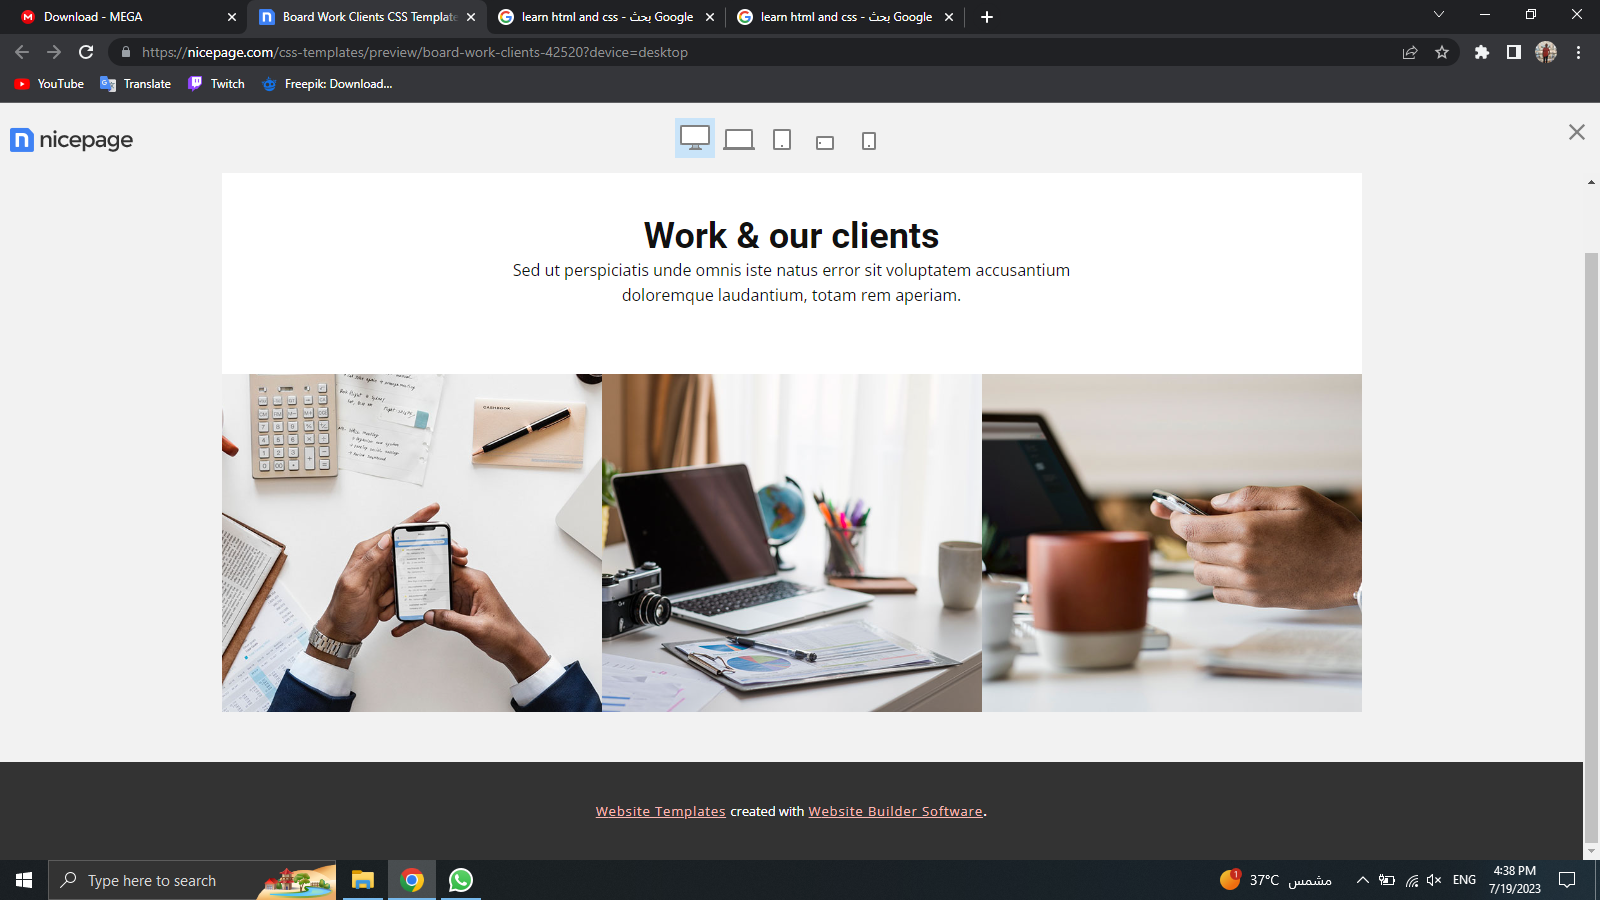 Download - MEGA
Board Work Clients CSS Template
learn html and css - بحث Google
learn html and css - بحث Google
https://nicepage.com/css-templates/preview/board-work-clients-42520?device=desktop
YouTube
Translate
Twitch
Freepik: Download...
nicepage
Work & our clients
Sed ut perspiciatis unde omnis iste natus error sit voluptatem accusantium
doloremque laudantium, totam rem aperiam.
CASHBOOK
Website Templates created with Website Builder Software.
Type here to search
1
37°C مشمس
ENG
4:38 PM
7/19/2023